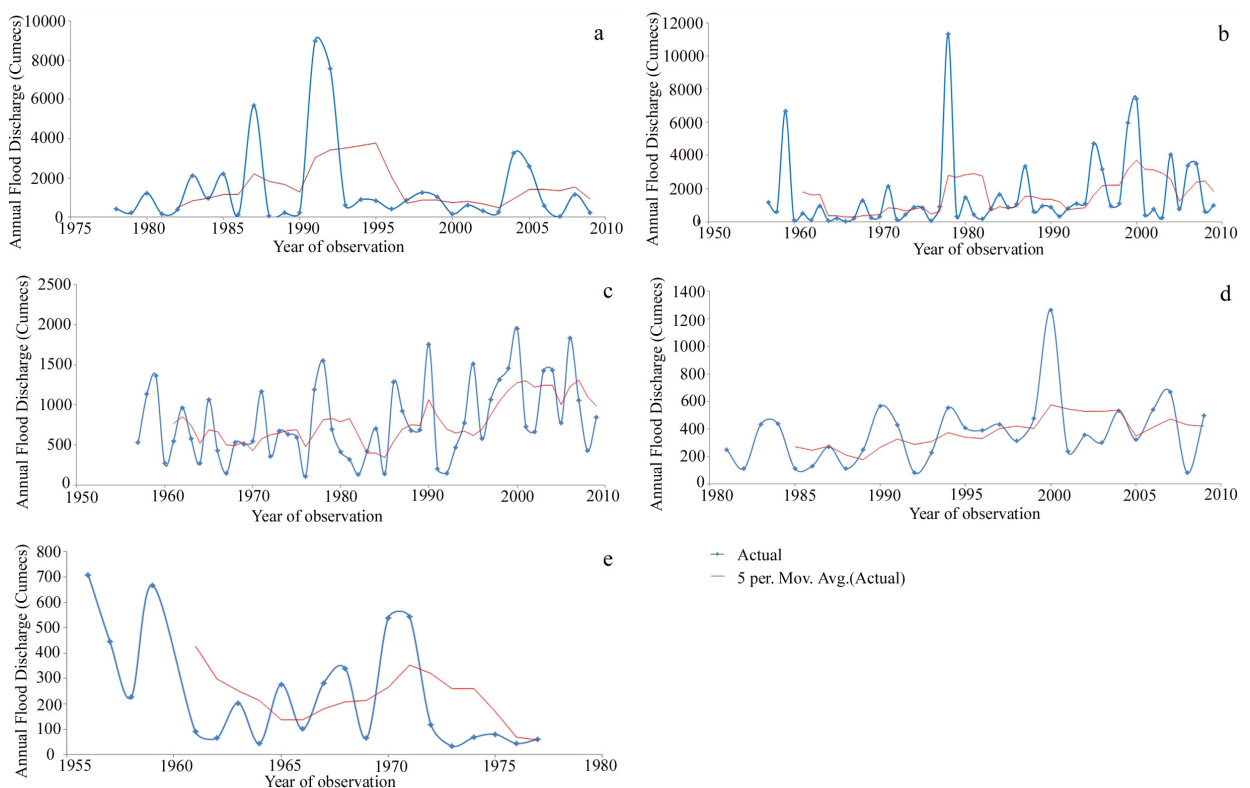 a
Annual Flood Discharge (Cumecs)
10000
8000
6000
4000
2000
0
1975 1980 1985 1990 1995 2000 2005 2010
Year of observation
b
Annual Flood Discharge (Cumecs)
12000
10000
8000
6000
4000
2000
0
1950 1960 1970 1980 1990 2000 2010
Year of observation
c
Annual Flood Discharge (Cumecs)
2500
2000
1500
1000
500
0
1950 1960 1970 1980 1990 2000 2010
Year of observation
d
Annual Flood Discharge (Cumecs)
1400
1200
1000
800
600
400
200
0
1980 1985 1990 1995 2000 2005 2010
Year of observation
e
Annual Flood Discharge (Cumecs)
800
700
600
500
400
300
200
100
0
1955 1960 1965 1970 1975 1980
Year of observation
Actual
5 per. Mov. Avg.(Actual)